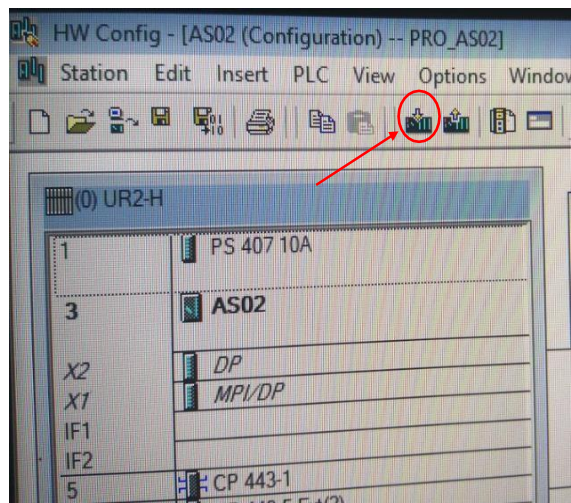 HW Config - [AS02 (Configuration) -- PRO_AS02]
Station Edit Insert PLC View Options Window
(0) UR2-H
1 PS 407 10A
3 AS02
X2 DP
X1 MPI/DP
IF1
IF2
5 CP 443-1